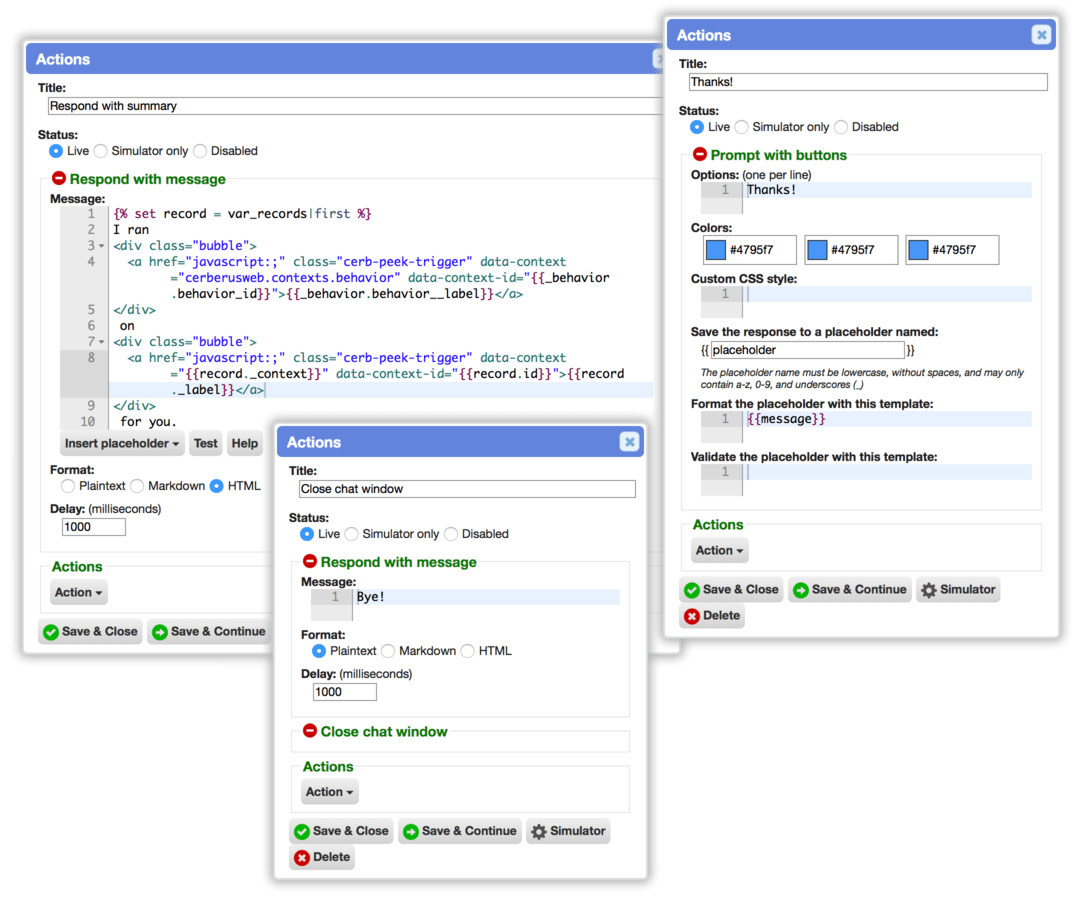 Actions
Title:
Respond with summary
Status:
Live Simulator only Disabled
Respond with message
Message:
1 {% set record = var_records|first %}
2 I ran
3 <div class="bubble">
4 <a href="javascript:;" class="cerb-peek-trigger" data-context
="cerberusweb.contexts.behavior" data-context-id="{{_behavior
.behavior_id}}">{{_behavior.behavior__label}}</a>
5 </div>
6 on
7 <div class="bubble">
8 <a href="javascript:;" class="cerb-peek-trigger" data-context
="{{record._context}}" data-context-id="{{record.id}}">{{record
._label}}</a>
9 </div>
10 for you.
Insert placeholder Test Help
Format:
Plaintext Markdown HTML
Delay: (milliseconds)
1000
Actions
Action
Save & Close Save & Continue
Actions
Title:
Close chat window
Status:
Live Simulator only Disabled
Respond with message
Message:
1 Bye!
Format:
Plaintext Markdown HTML
Delay: (milliseconds)
1000
Close chat window
Actions
Action
Save & Close Save & Continue Simulator
Delete
Actions
Title:
Thanks!
Status:
Live Simulator only Disabled
Prompt with buttons
Options: (one per line)
1 Thanks!
Colors:
#4795f7 #4795f7 #4795f7
Custom CSS style:
1
Save the response to a placeholder named:
{{ placeholder }}
The placeholder name must be lowercase, without spaces, and may only
contain a-z, 0-9, and underscores (_)
Format the placeholder with this template:
1 {{message}}
Validate the placeholder with this template:
1
Actions
Action
Save & Close Save & Continue Simulator
Delete